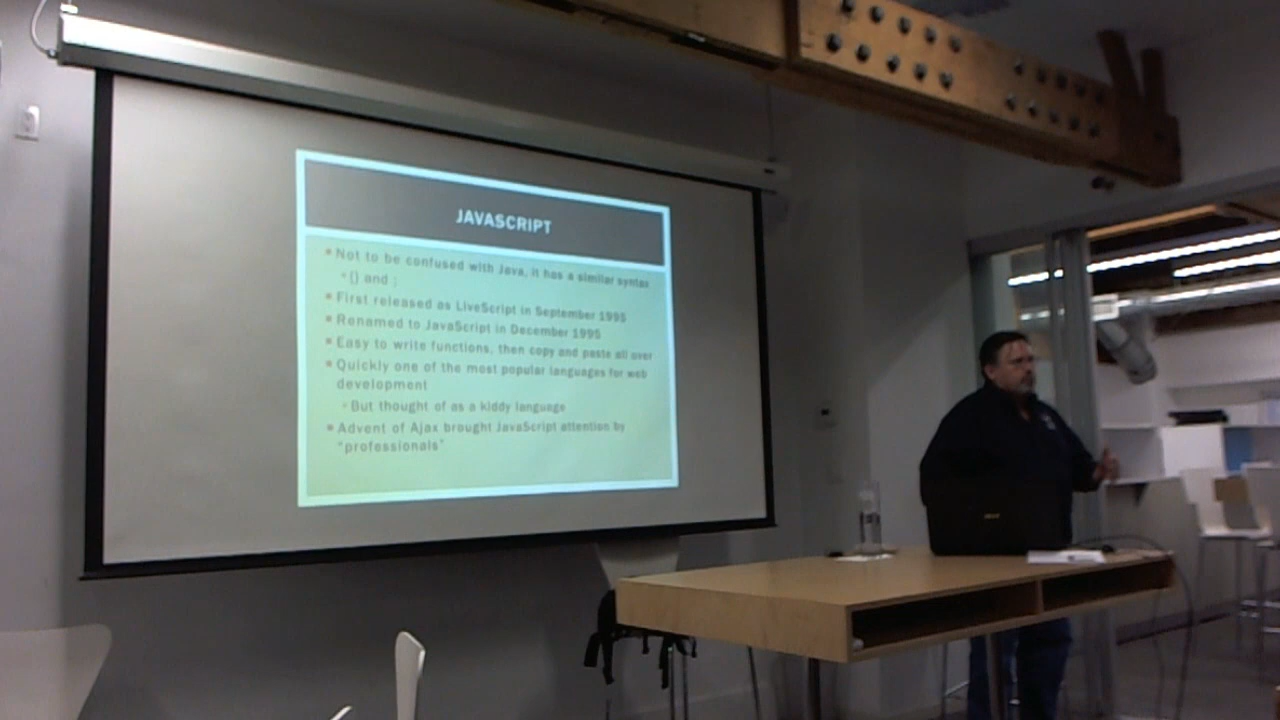 JAVASCRIPT
Not to be confused with Java, it has a similar syntax
{} and ;
First released as LiveScript in September 1995
Renamed to JavaScript in December 1995
Easy to write functions, then copy and paste all over
Quickly one of the most popular languages for web
development
But thought of as a kiddy language
Advent of Ajax brought JavaScript attention by
"professionals"